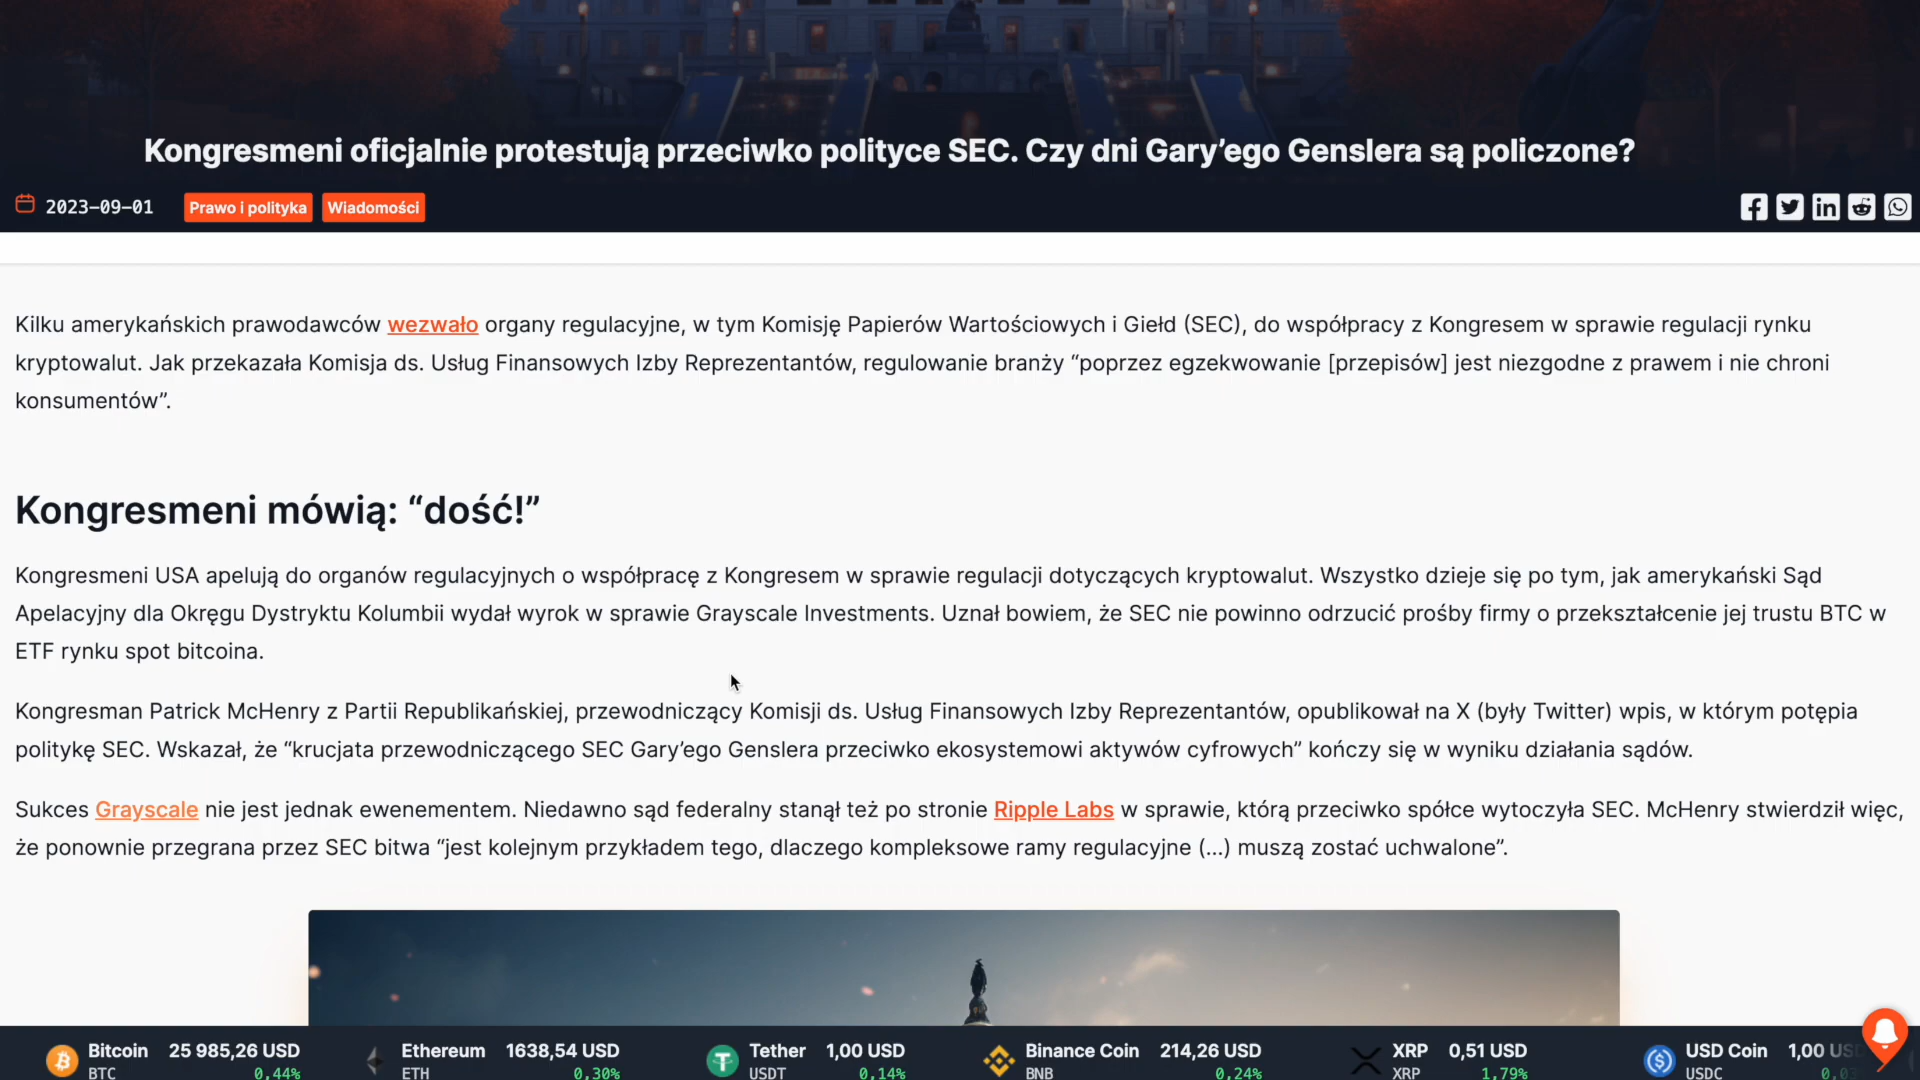 Kongresmeni oficjalnie protestują przeciwko polityce SEC. Czy dni Gary’ego Genslera są policzone?
2023-09-01 Prawo i polityka Wiadomości
Kilku amerykańskich prawodawców wezwało organy regulacyjne, w tym Komisję Papierów Wartościowych i Giełd (SEC), do współpracy z Kongresem w sprawie regulacji rynku
kryptowalut. Jak przekazała Komisja ds. Usług Finansowych Izby Reprezentantów, regulowanie branży “poprzez egzekwowanie [przepisów] jest niezgodne z prawem i nie chroni
konsumentów”.
Kongresmeni mówią: “dość!”
Kongresmeni USA apelują do organów regulacyjnych o współpracę z Kongresem w sprawie regulacji dotyczących kryptowalut. Wszystko dzieje się po tym, jak amerykański Sąd
Apelacyjny dla Okręgu Dystryktu Kolumbii wydał wyrok w sprawie Grayscale Investments. Uznał bowiem, że SEC nie powinno odrzucić prośby firmy o przekształcenie jej trustu BTC w
ETF rynku spot bitcoina.
Kongresman Patrick McHenry z Partii Republikańskiej, przewodniczący Komisji ds. Usług Finansowych Izby Reprezentantów, opublikował na X (były Twitter) wpis, w którym potępia
politykę SEC. Wskazał, że “krucjata przewodniczącego SEC Gary’ego Genslera przeciwko ekosystemowi aktywów cyfrowych” kończy się w wyniku działania sądów.
Sukces Grayscale nie jest jednak ewenementem. Niedawno sąd federalny stanął też po stronie Ripple Labs w sprawie, którą przeciwko spółce wytoczyła SEC. McHenry stwierdził więc,
że ponownie przegrana przez SEC bitwa “jest kolejnym przykładem tego, dlaczego kompleksowe ramy regulacyjne (...) muszą zostać uchwalone”.
Bitcoin 25 985,26 USD Ethereum 1638,54 USD Tether 1,00 USD Binance Coin 214,26 USD XRP 0,51 USD USD Coin 1,00 USD
BTC 0,44% ETH 0,30% USDT 0,14% BNB 0,24% XRP 1,79% USDC